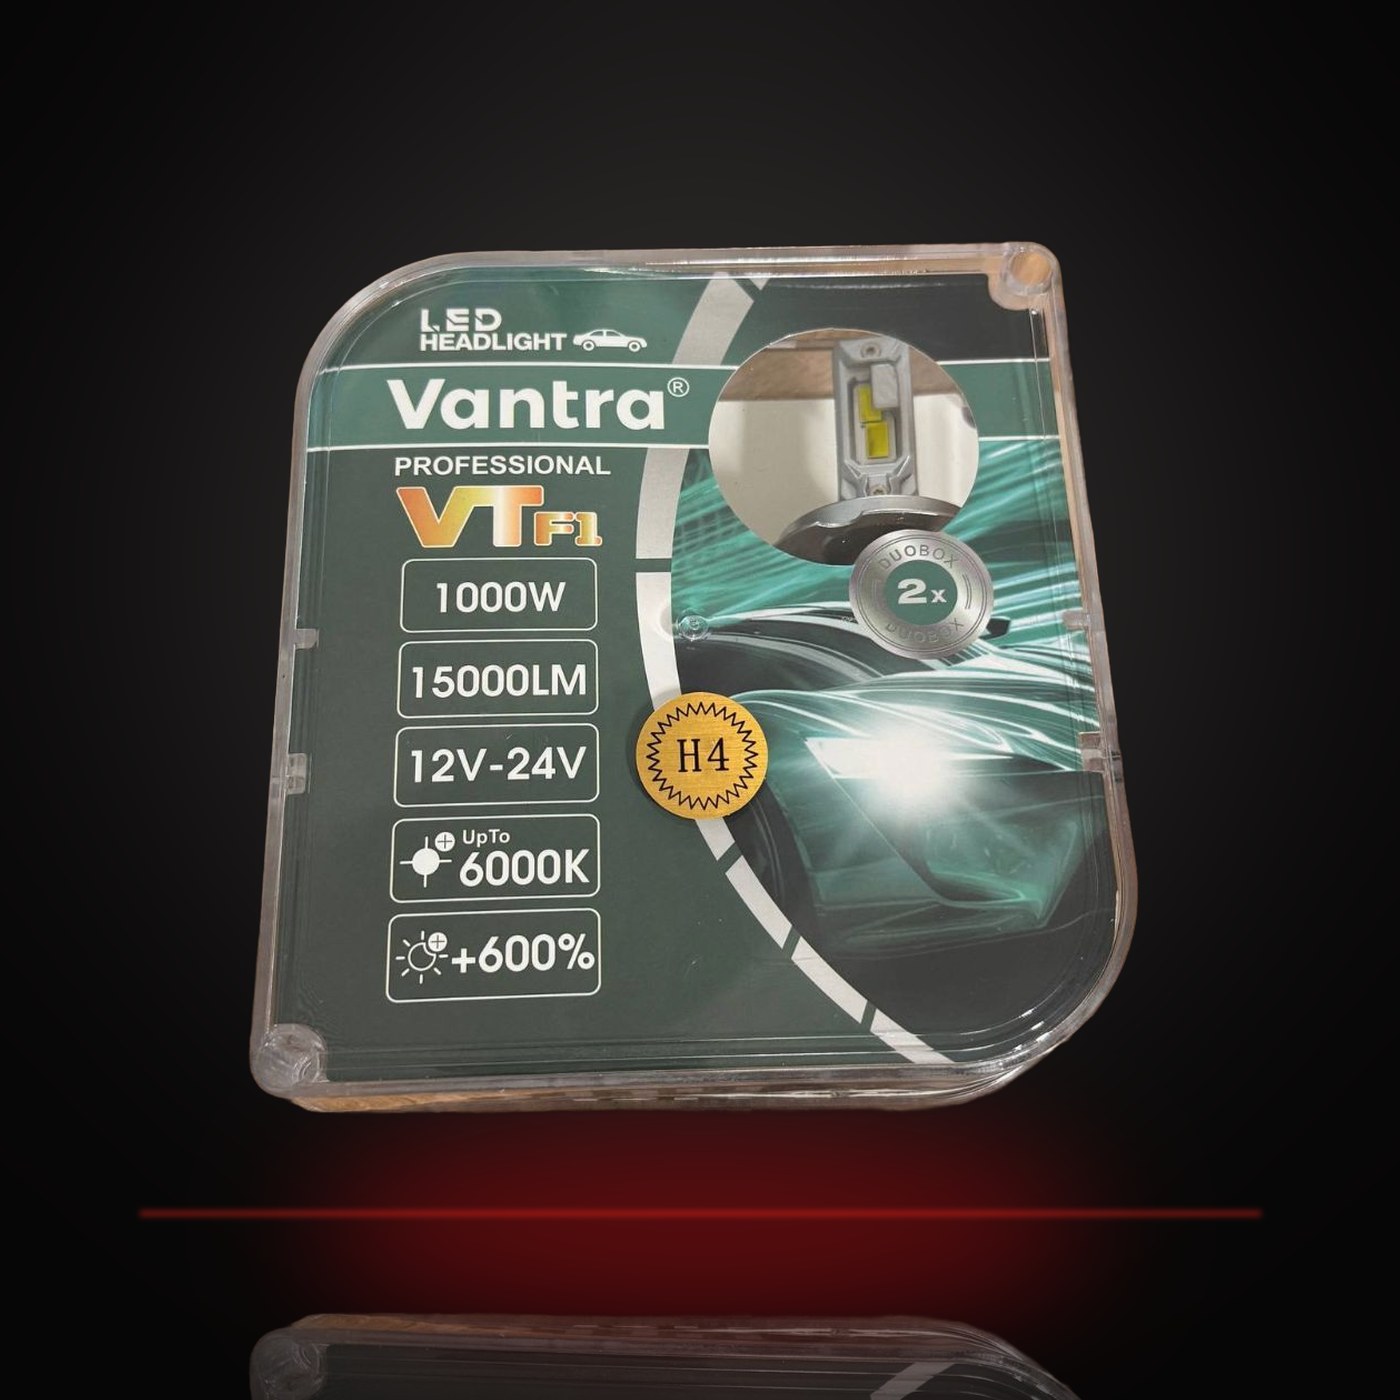 LED
HEADLIGHT
Vantra®
PROFESSIONAL
VTF1
1000W
15000LM
12V-24V
UpTo
6000K
+600%
DUOBOX
2x
DUOBOX
H4